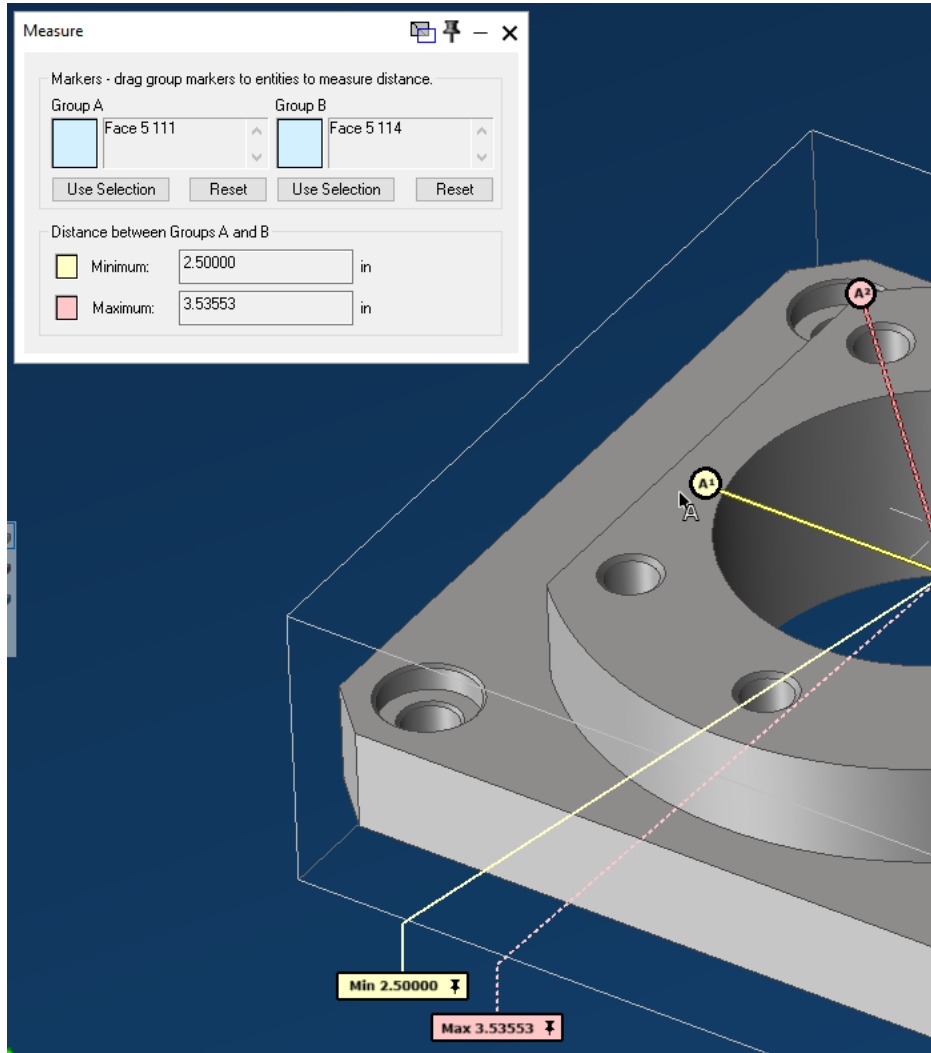 Measure
Markers - drag group markers to entities to measure distance.
Group A
Group B
Face 5 111
Face 5 114
Use Selection
Reset
Use Selection
Reset
Distance between Groups A and B
Minimum:
2.50000
in
Maximum:
3.53553
in
A²
A¹
A
Min 2.50000
Max 3.53553